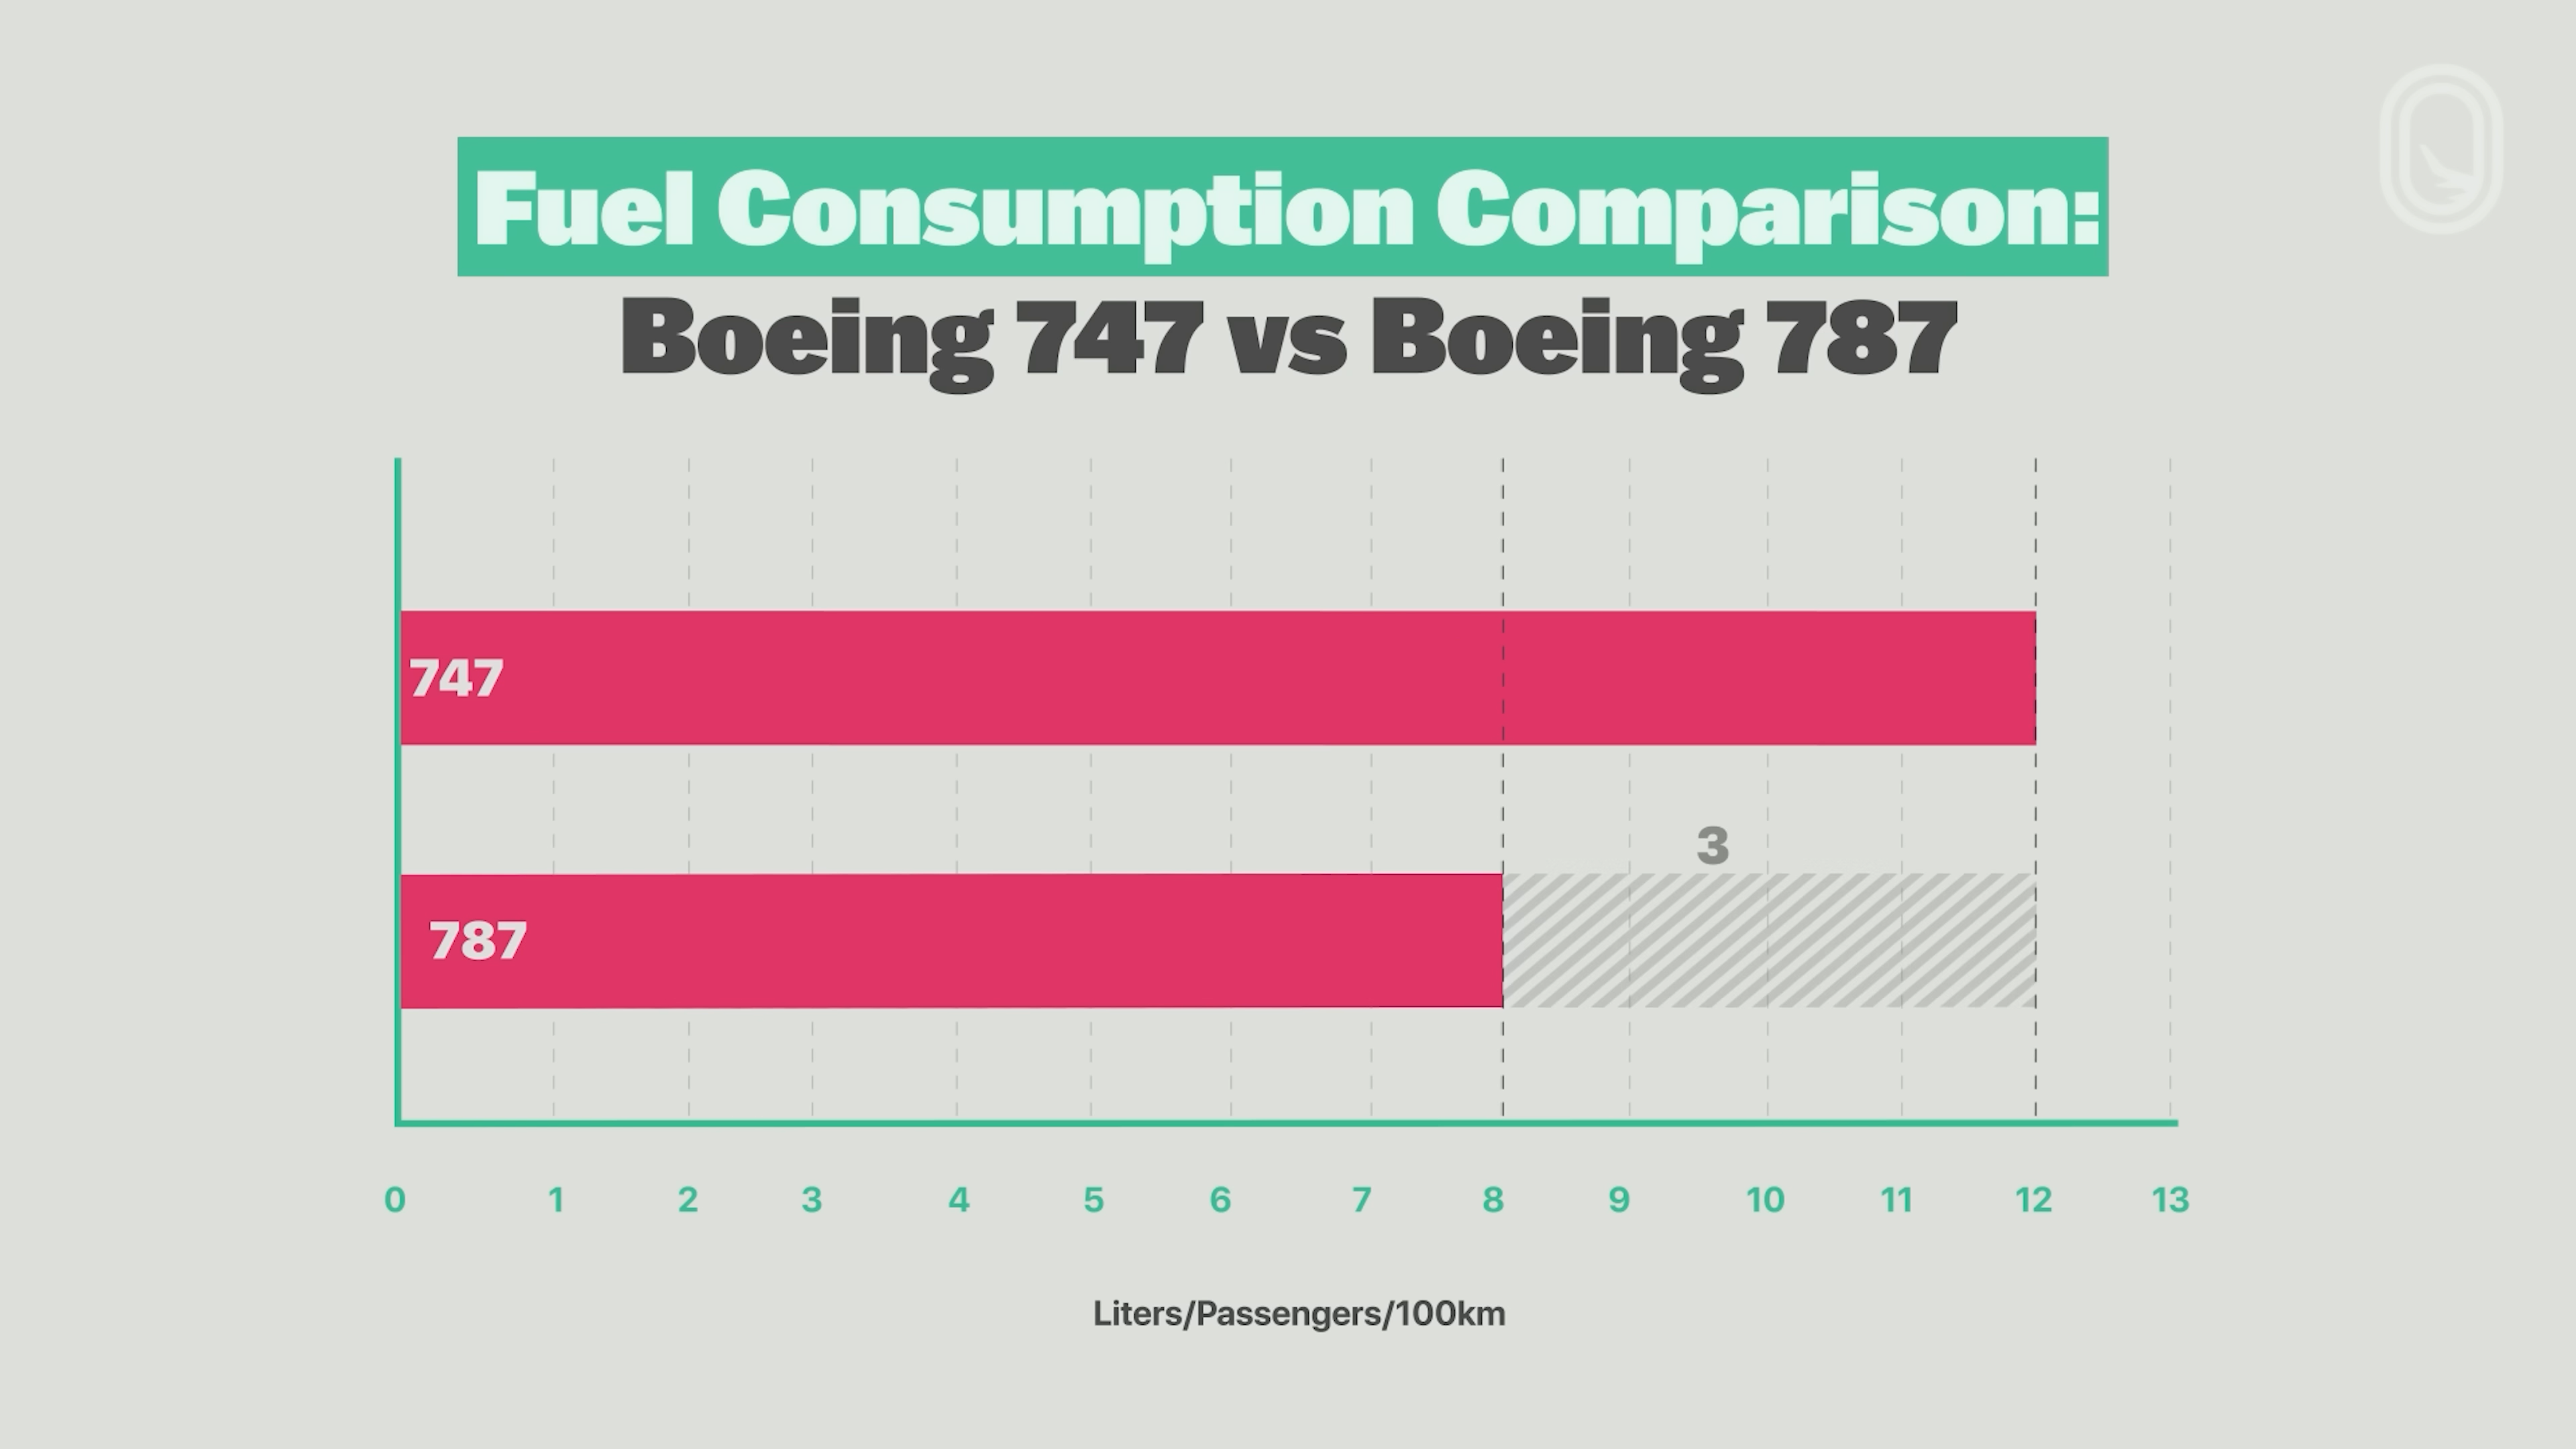 Fuel Consumption Comparison:
Boeing 747 vs Boeing 787
747
3
787
0 1 2 3 4 5 6 7 8 9 10 11 12 13
Liters/Passengers/100km